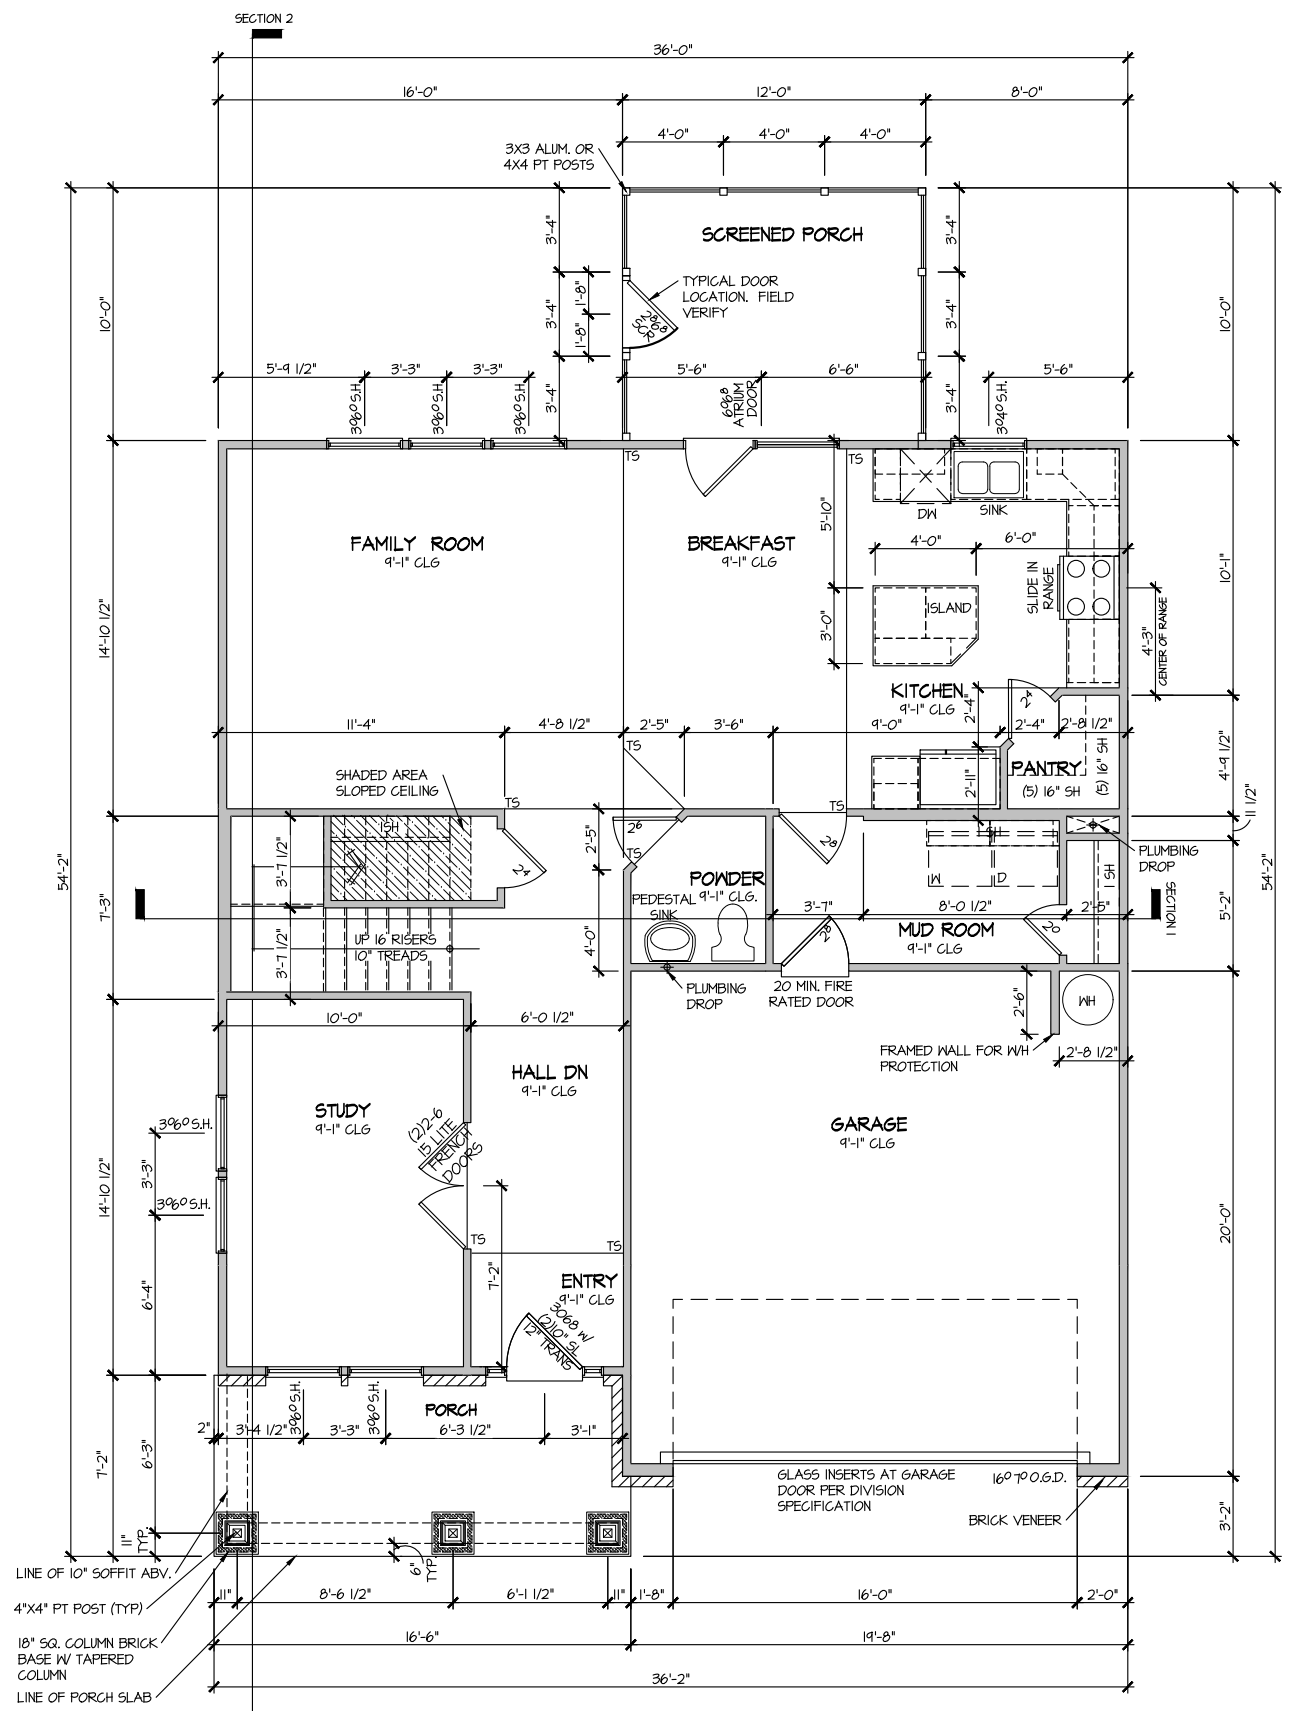 SECTION 2
36'-0"
16'-0"
12'-0"
8'-0"
4'-0"
4'-0"
4'-0"
3X3 ALUM. OR
4X4 PT POSTS
SCREENED PORCH
3'-4"
3'-4"
TYPICAL DOOR
LOCATION. FIELD
VERIFY
1'-8"
2868
SCR
10'-0"
3'-4"
3'-4"
10'-0"
1'-8"
5'-9 1/2"
3'-3"
3'-3"
5'-6"
6'-6"
5'-6"
3'-4"
3'-4"
3060 S.H.
3060 S.H.
3060 S.H.
6068
ATRIUM
DOOR
3040 S.H.
TS
TS
DW
SINK
5'-10"
FAMILY ROOM
9'-1" CLG
BREAKFAST
9'-1" CLG
4'-0"
6'-0"
SLIDE IN
RANGE
10'-1"
14'-10 1/2"
ISLAND
3'-0"
4'-3"
CENTER OF RANGE
KITCHEN
9'-1" CLG
2'-4"
24
11'-4"
4'-8 1/2"
2'-5"
3'-6"
9'-0"
2'-4"
2'-8 1/2"
TS
SHADED AREA
SLOPED CEILING
2'-11"
PANTRY
(5) 16" SH
(5) 16" SH
4'-9 1/2"
TS
TS
11 1/2"
1SH
26
2'-5"
28
SH
PLUMBING
DROP
54'-2"
54'-2"
3'-7 1/2"
24
TS
POWDER
9'-1" CLG.
PEDESTAL
SINK
W
D
1 SH
7'-3"
SECTION 1
5'-2"
3'-7"
8'-0 1/2"
2'-5"
UP 16 RISERS
10" TREADS
3'-7 1/2"
4'-0"
28
MUD ROOM
9'-1" CLG
20
PLUMBING
DROP
20 MIN. FIRE
RATED DOOR
2'-6"
WH
10'-0"
6'-0 1/2"
FRAMED WALL FOR W/H
PROTECTION
2'-8 1/2"
HALL DN
9'-1" CLG
STUDY
9'-1" CLG
(2)2-6
15 LITE
FRENCH
DOORS
GARAGE
9'-1" CLG
3060 S.H.
3'-3"
14'-10 1/2"
3060 S.H.
20'-0"
TS
TS
7'-2"
6'-4"
ENTRY
9'-1" CLG
3068 W/
(2)10" SL
12" TRANS
PORCH
3060 S.H.
3060 S.H.
2"
3'-4 1/2"
3'-3"
6'-3 1/2"
3'-1"
7'-2"
6'-3"
GLASS INSERTS AT GARAGE
DOOR PER DIVISION
SPECIFICATION
160 70 O.G.D.
BRICK VENEER
3'-2"
11"
TYP.
6"
TYP.
LINE OF 10" SOFFIT ABV.
11"
8'-6 1/2"
6'-1 1/2"
11"
1'-8"
16'-0"
2'-0"
4"X4" PT POST (TYP)
16'-6"
19'-8"
18" SQ. COLUMN BRICK
BASE W/ TAPERED
COLUMN
36'-2"
LINE OF PORCH SLAB